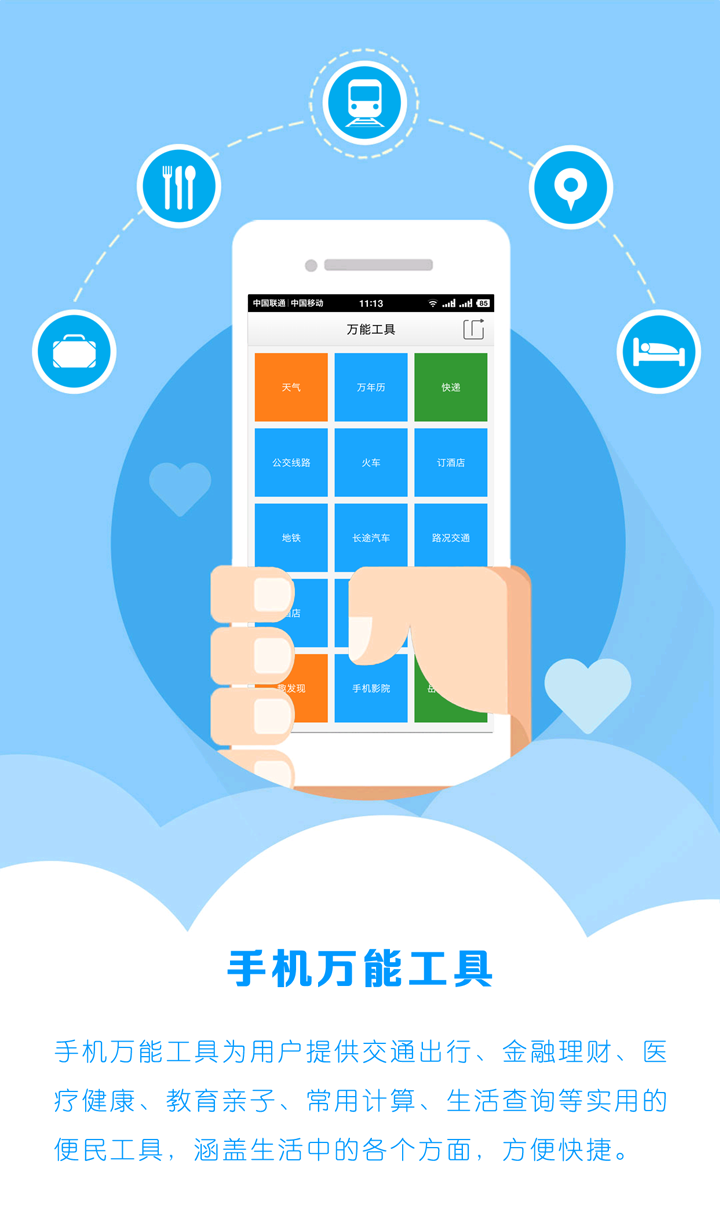 中国联通 中国移动 11:13 85
万能工具
天气 万年历 快递
公交线路 火车 订酒店
地铁 长途汽车 路况交通
店
发现 手机影院
手机万能工具
手机万能工具为用户提供交通出行、金融理财、医
疗健康、教育亲子、常用计算、生活查询等实用的
便民工具，涵盖生活中的各个方面，方便快捷。